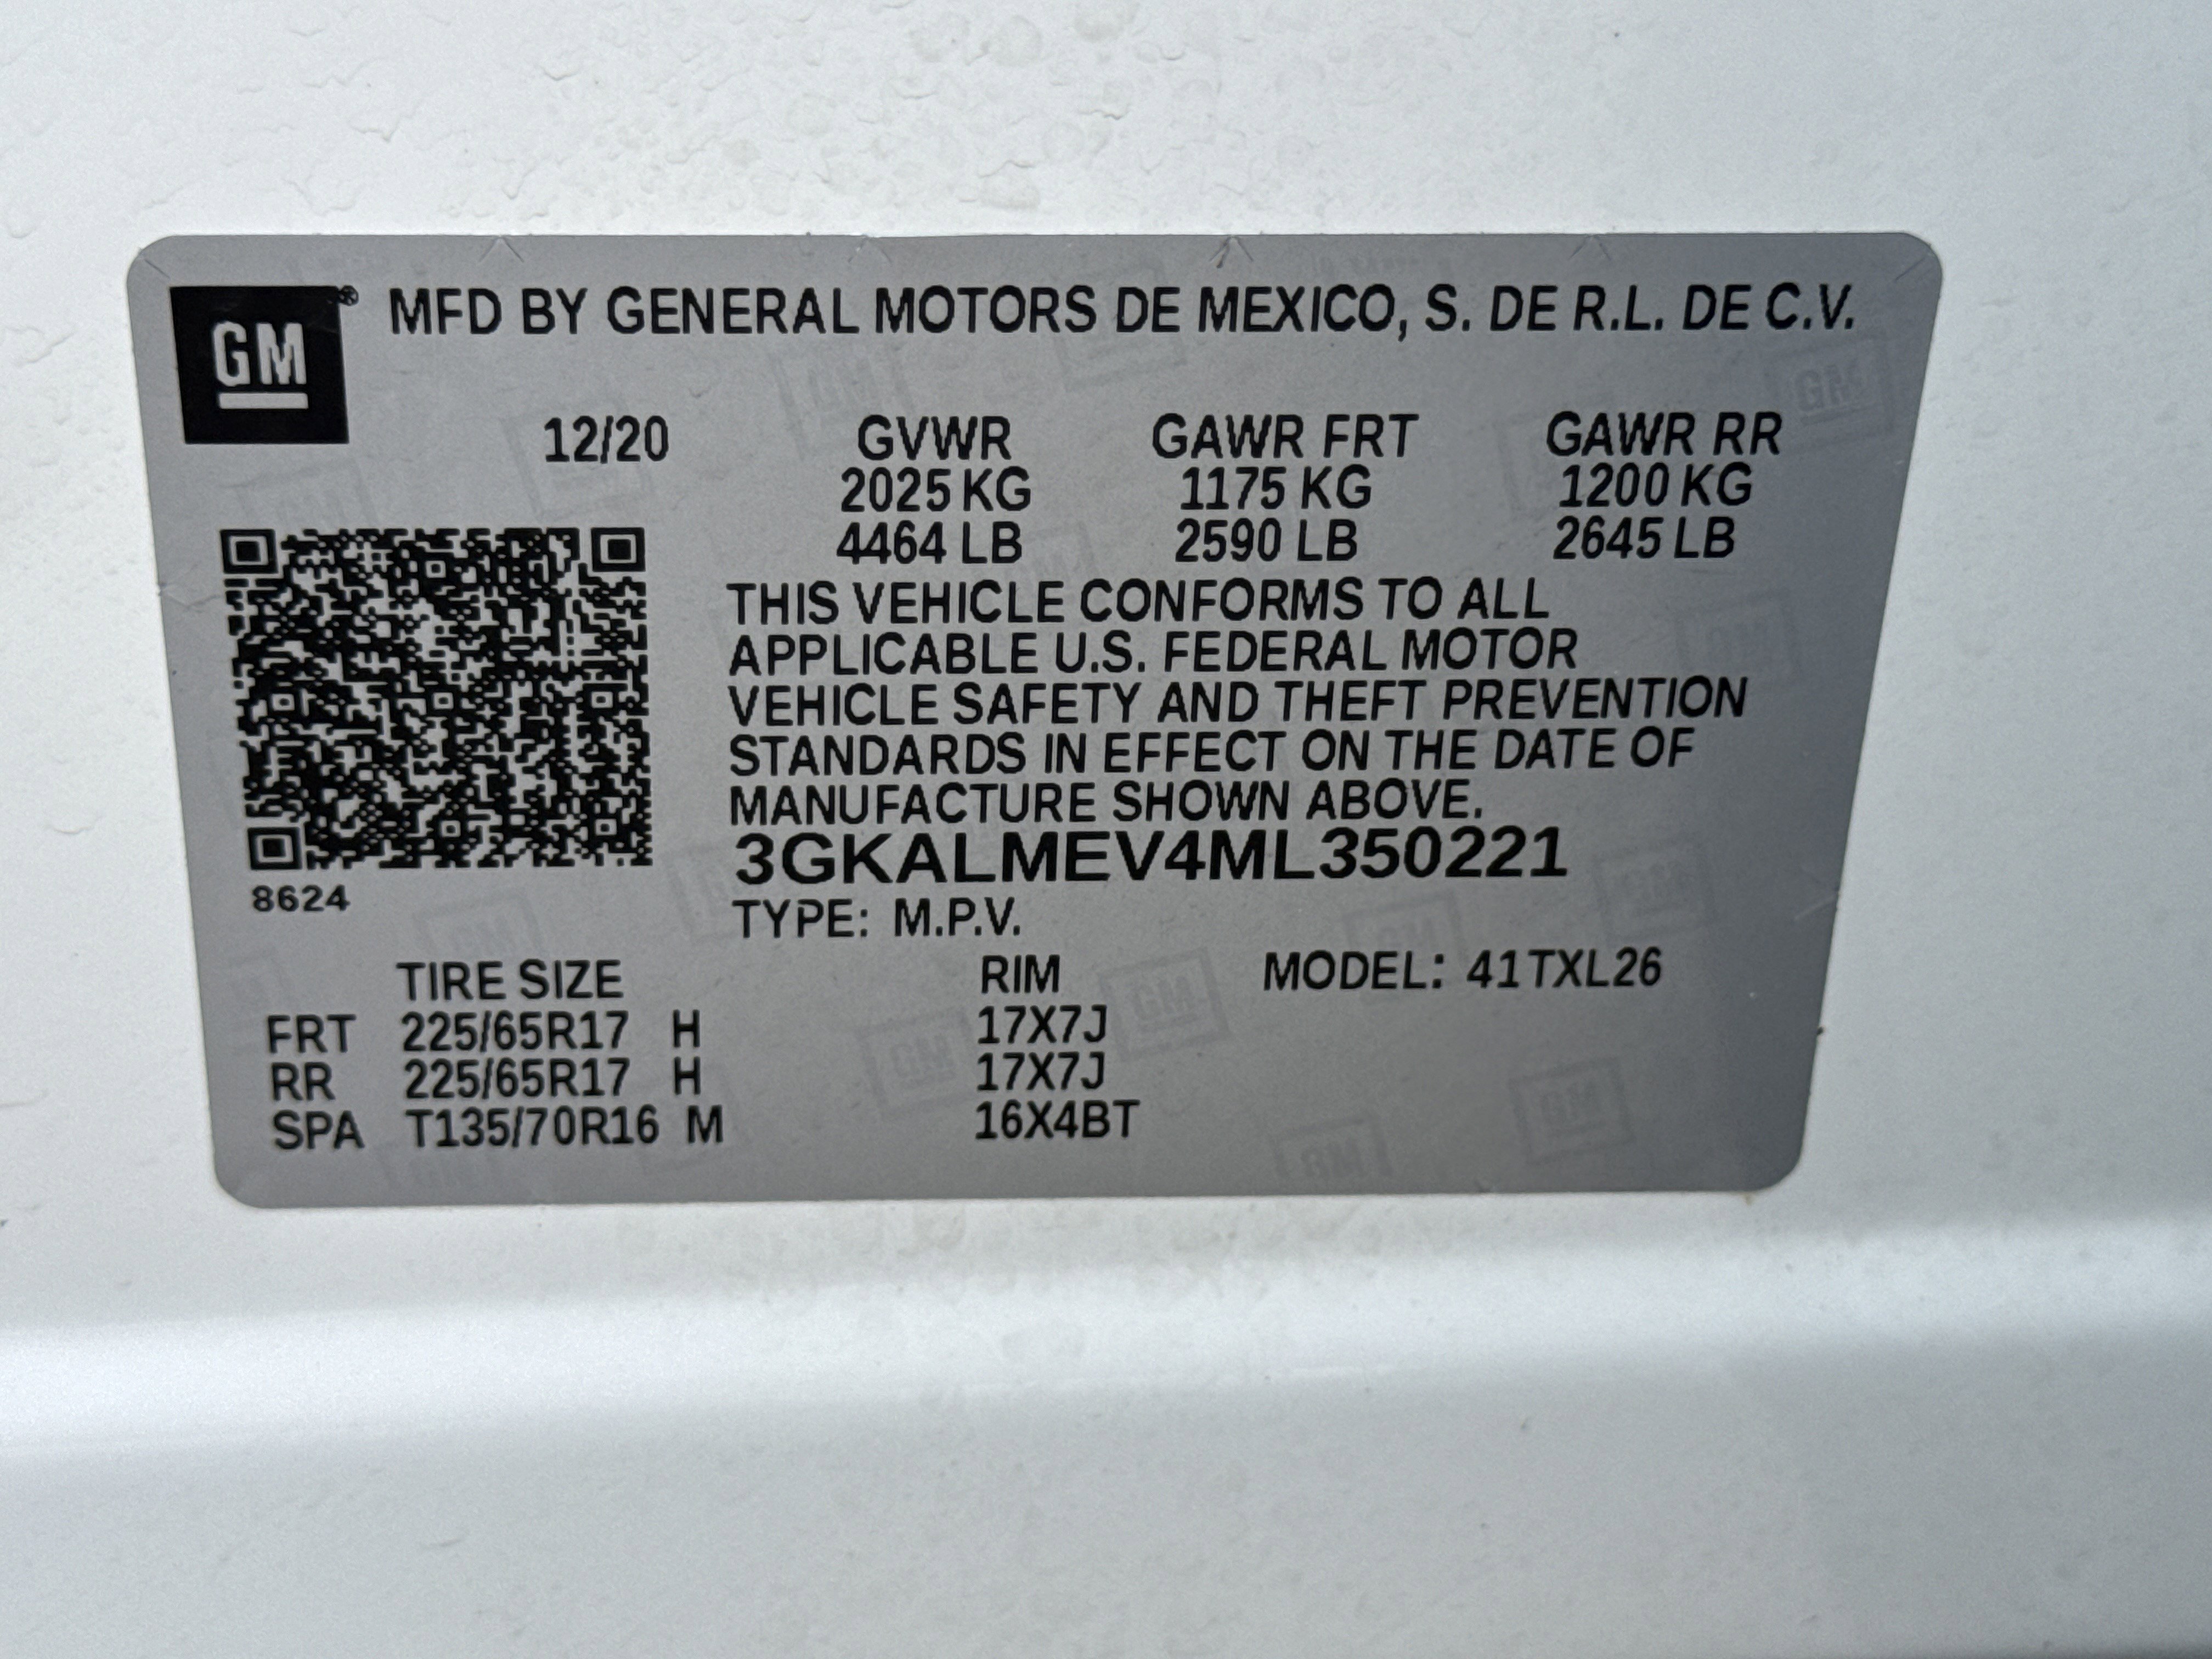 GM® MFD BY GENERAL MOTORS DE MEXICO, S. DE R.L. DE C.V.
12/20 GVWR GAWR FRT GAWR RR
2025 KG 1175 KG 1200 KG
4464 LB 2590 LB 2645 LB
THIS VEHICLE CONFORMS TO ALL
APPLICABLE U.S. FEDERAL MOTOR
VEHICLE SAFETY AND THEFT PREVENTION
STANDARDS IN EFFECT ON THE DATE OF
MANUFACTURE SHOWN ABOVE.
3GKALMEV4ML350221
8624
TYPE: M.P.V.
TIRE SIZE RIM MODEL: 41TXL26
FRT 225/65R17 H 17X7J
RR 225/65R17 H 17X7J
SPA T135/70R16 M 16X4BT